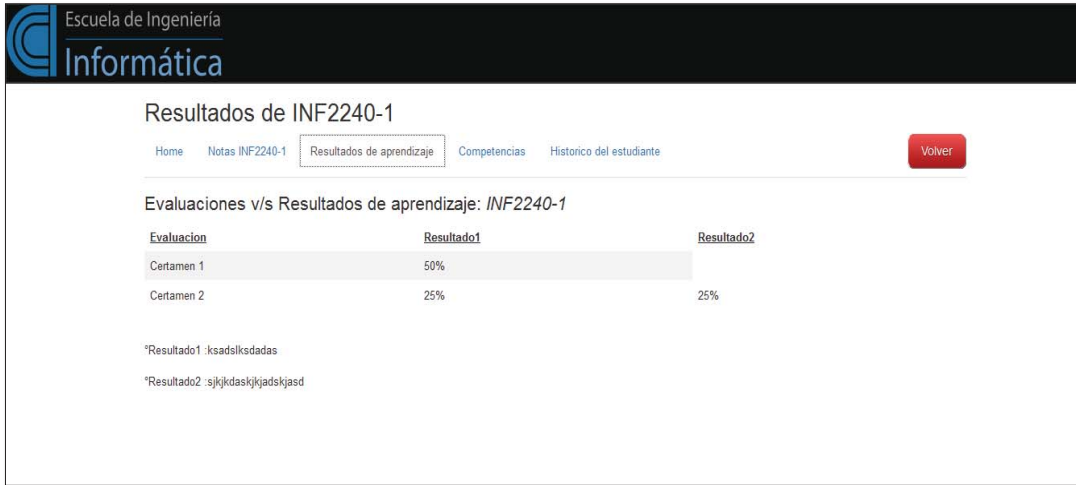 Escuela de Ingeniería
Informática
Resultados de INF2240-1
Home Notas INF2240-1 Resultados de aprendizaje Competencias Historico del estudiante Volver
Evaluaciones v/s Resultados de aprendizaje: INF2240-1
Evaluacion Resultado1 Resultado2
Certamen 1 50%
Certamen 2 25% 25%
°Resultado1 :ksadslksdadas
°Resultado2 :sjkjkdaskjkjadskjasd